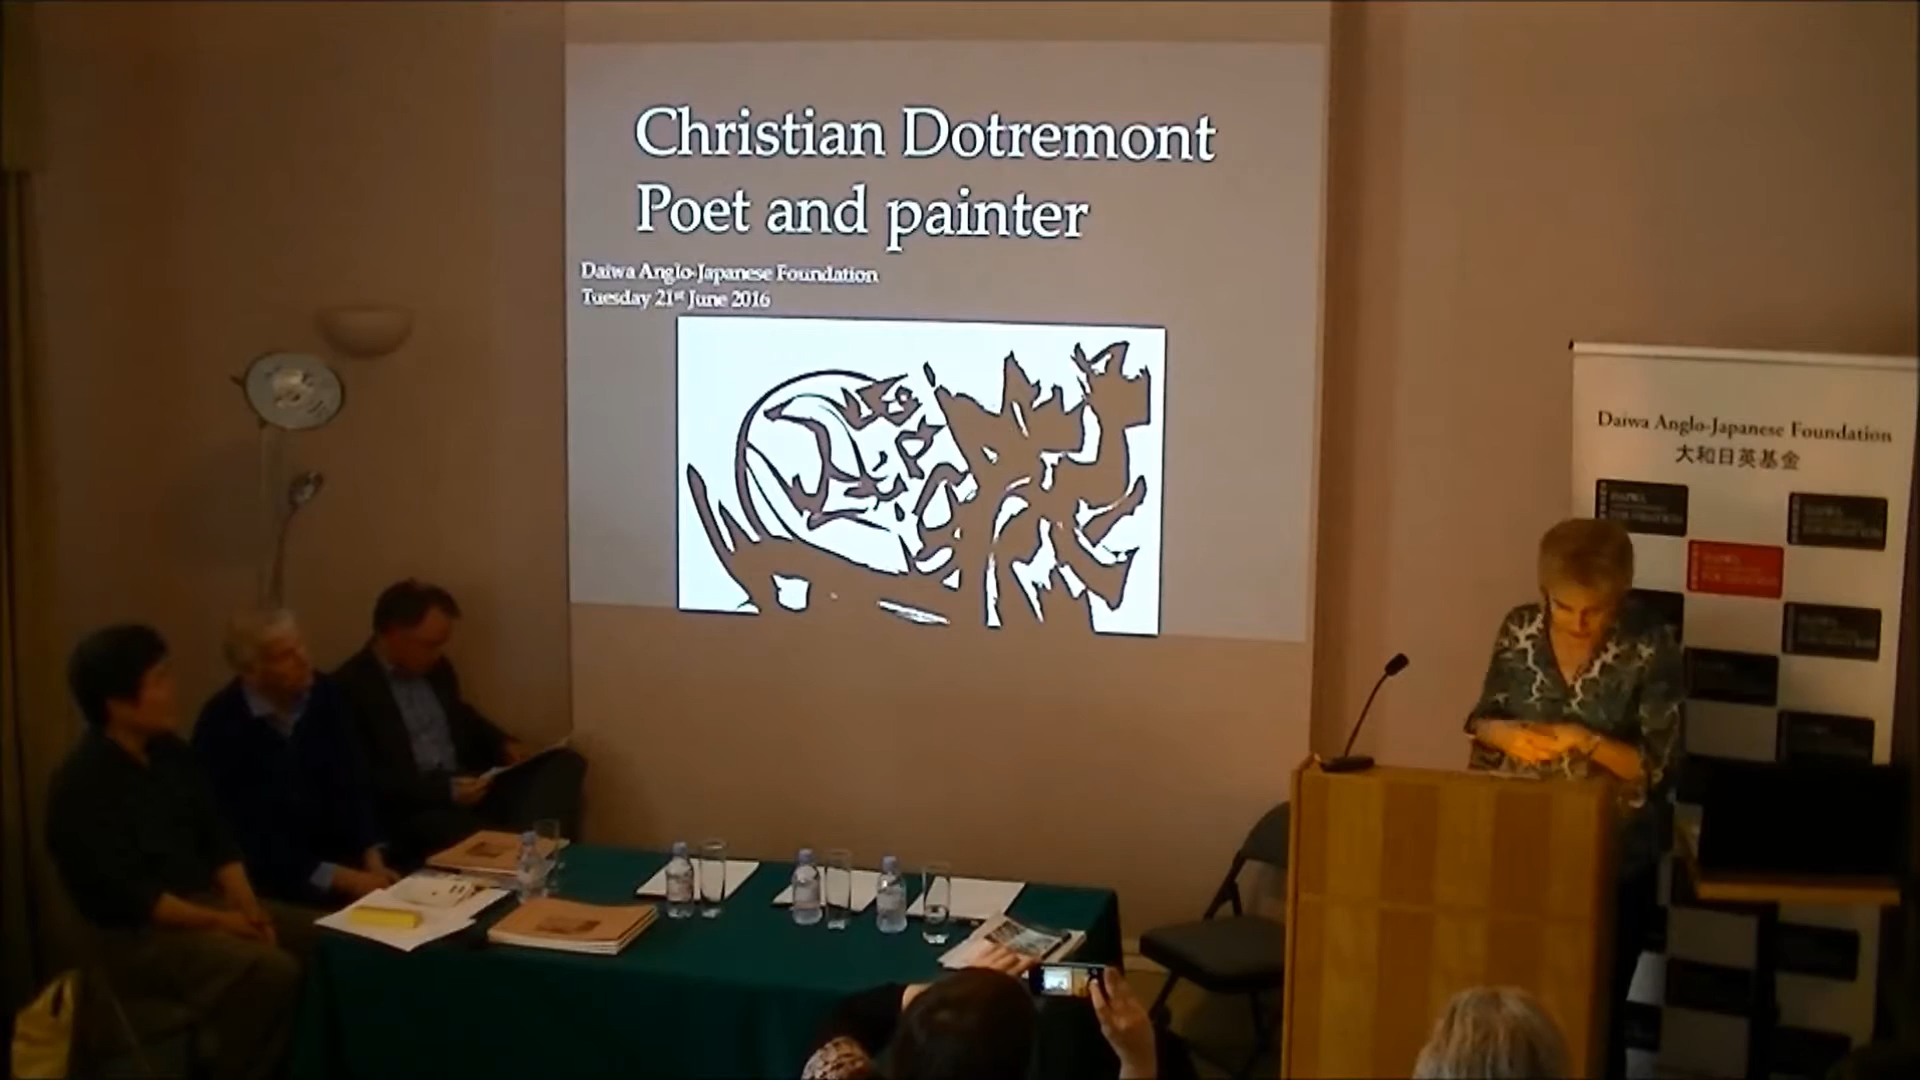 Christian Dotremont
Poet and painter
Daiwa Anglo-Japanese Foundation
Tuesday 21st June 2016
Daiwa Anglo-Japanese Foundation
大和日英基金